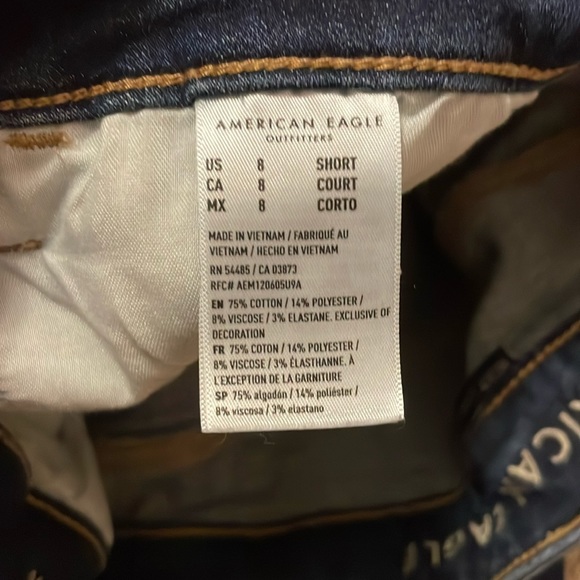 AMERICAN EAGLE
OUTFITTERS
US 8 SHORT
CA 8 COURT
MX 8 CORTO
MADE IN VIETNAM / FABRIQUÉ AU
VIETNAM / HECHO EN VIETNAM
RN 54485 / CA 03873
RFC# AEM120605U9A
EN 75% COTTON / 14% POLYESTER /
8% VISCOSE / 3% ELASTANE. EXCLUSIVE OF
DECORATION
FR 75% COTON / 14% POLYESTER /
8% VISCOSE / 3% ÉLASTHANNE. À
L'EXCEPTION DE LA GARNITURE
SP 75% algodón / 14% poliéster /
8% viscosa / 3% elastano